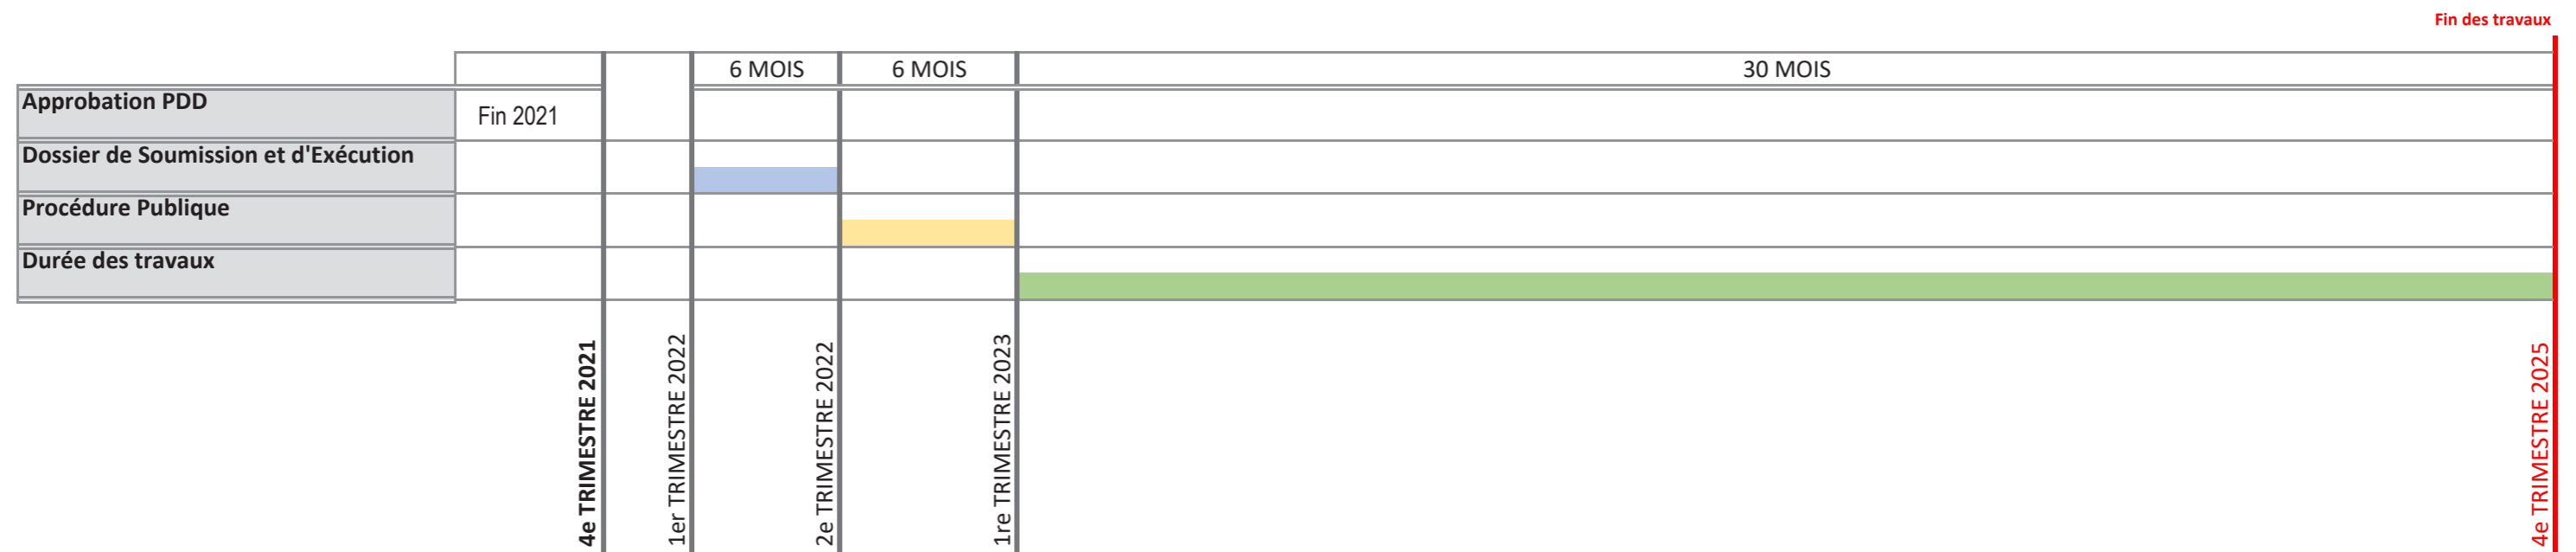 Fin des travaux
6 MOIS
6 MOIS
30 MOIS
Approbation PDD
Fin 2021
Dossier de Soumission et d'Exécution
Procédure Publique
Durée des travaux
4e TRIMESTRE 2021
1er TRIMESTRE 2022
2e TRIMESTRE 2022
1re TRIMESTRE 2023
4e TRIMESTRE 2025